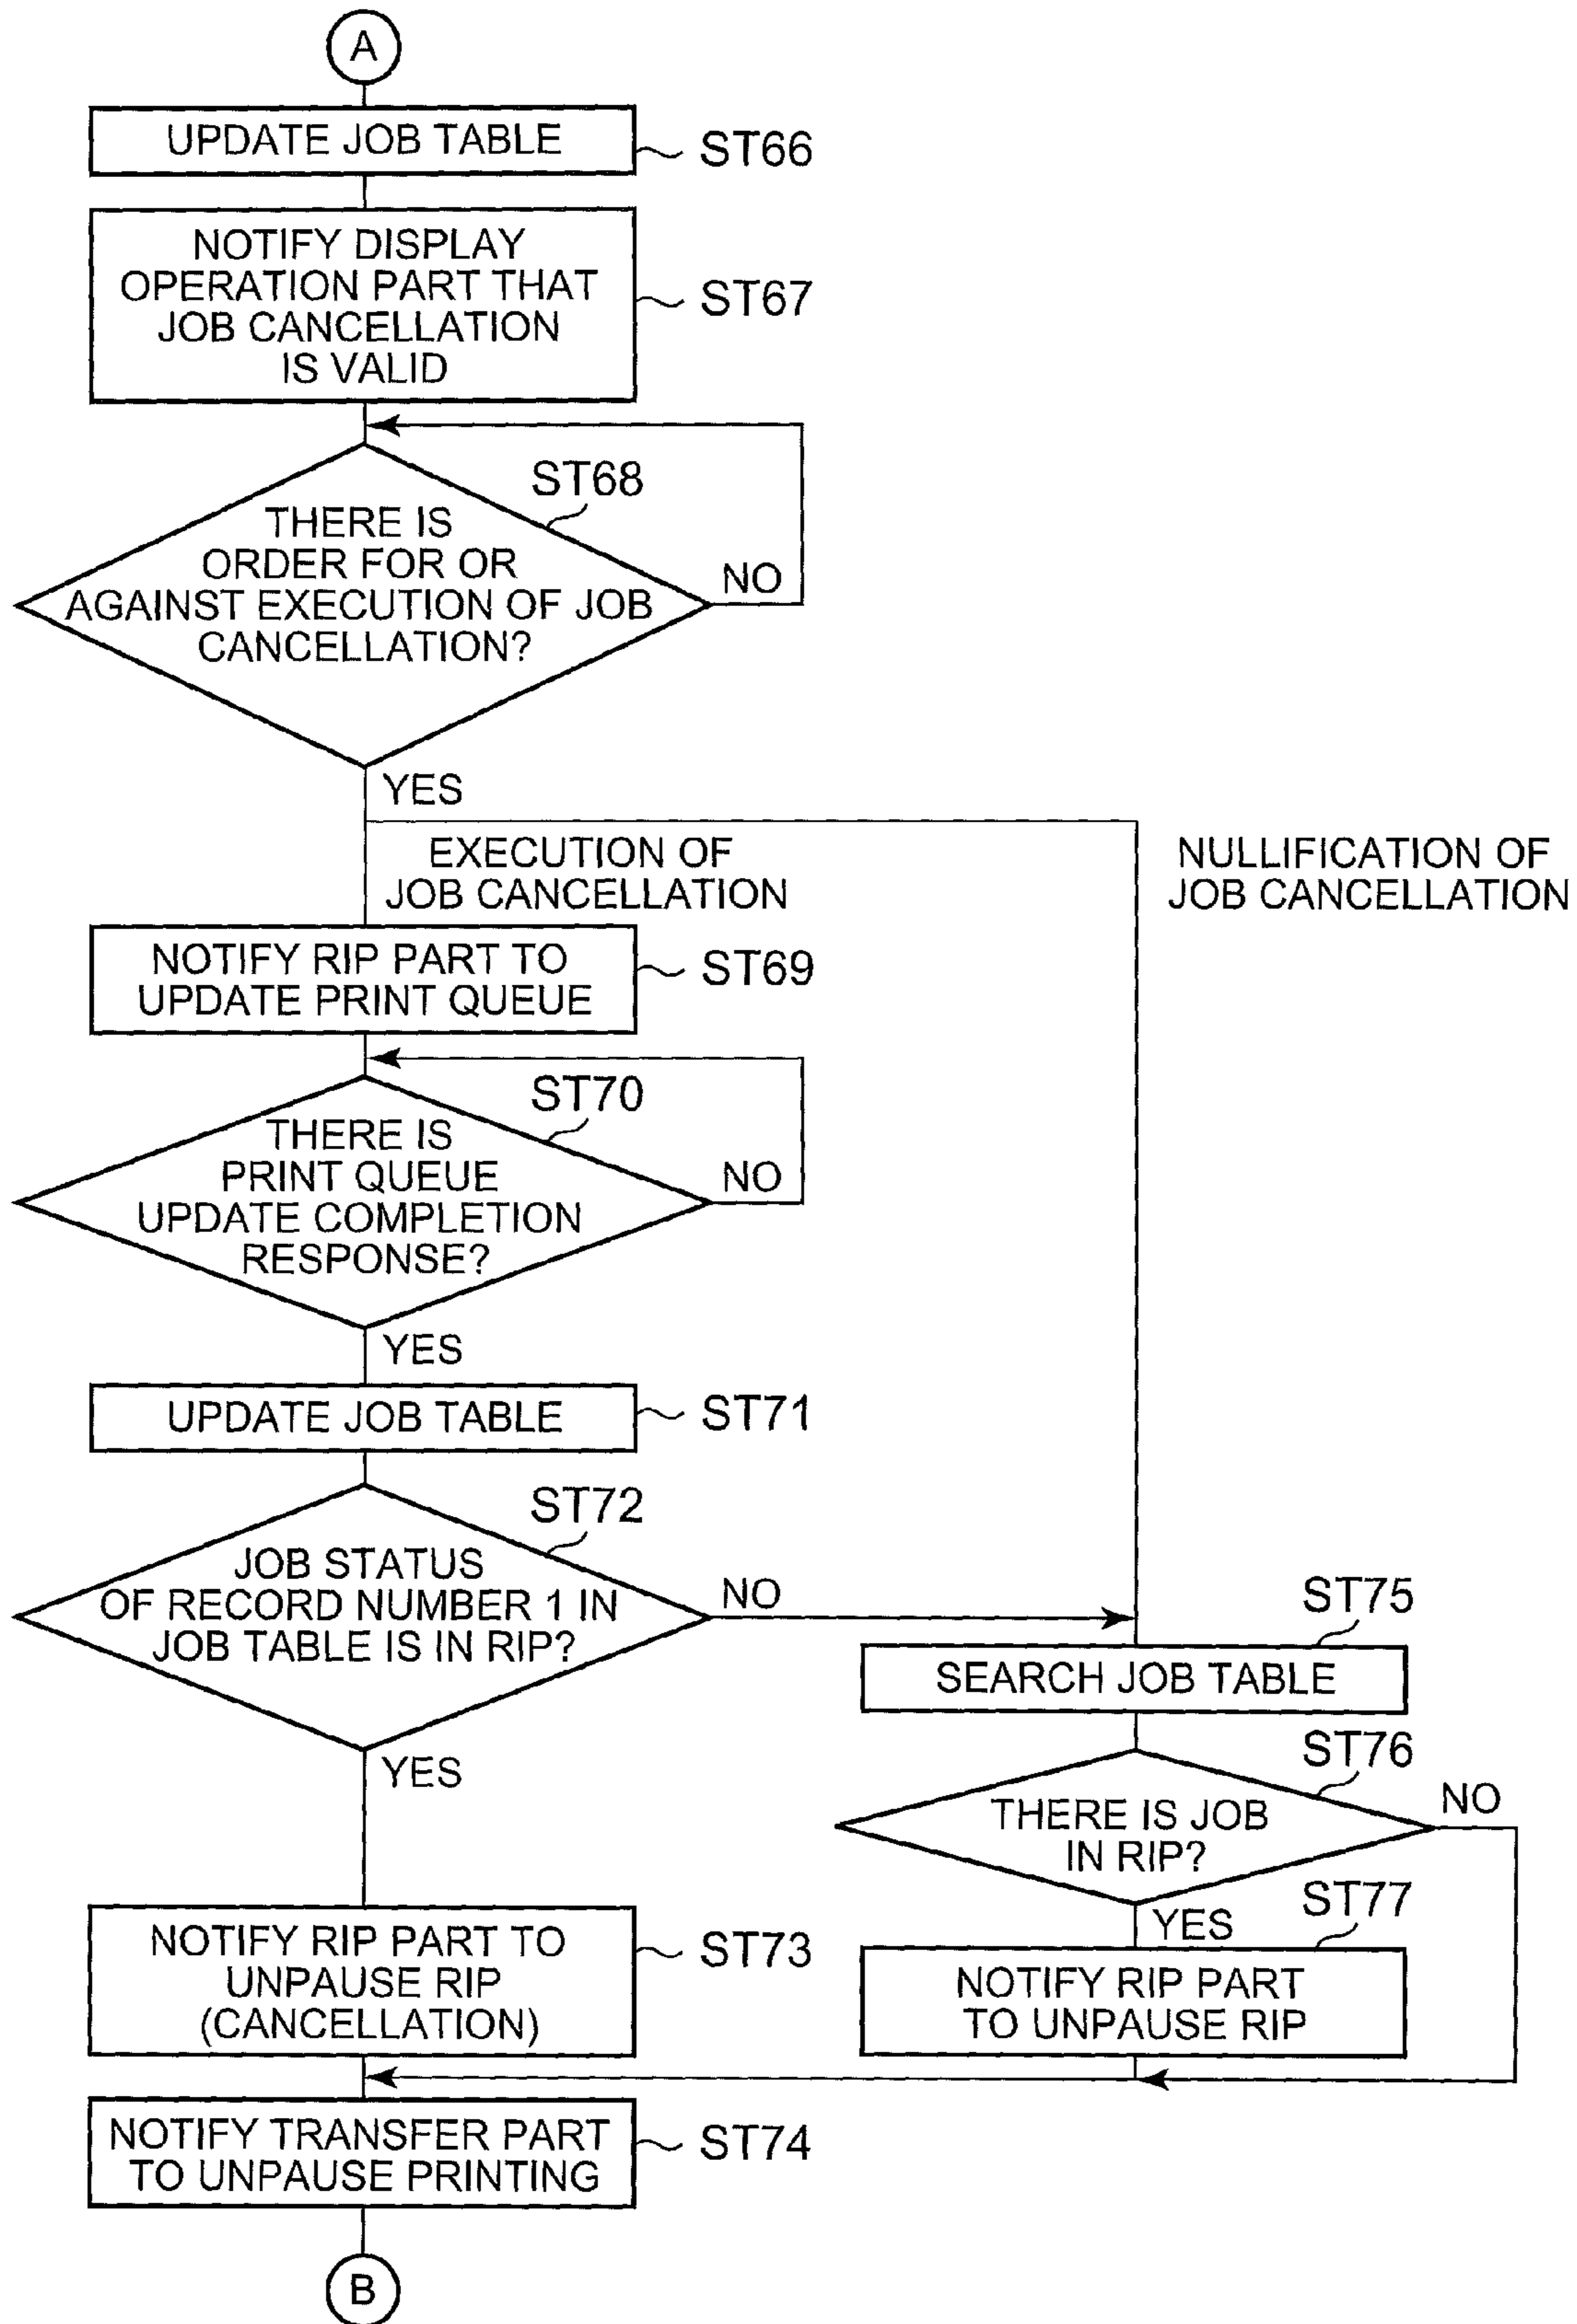 A
UPDATE JOB TABLE
ST66
NOTIFY DISPLAY
OPERATION PART THAT
JOB CANCELLATION
IS VALID
ST67
ST68
THERE IS
ORDER FOR OR
AGAINST EXECUTION OF JOB
CANCELLATION?
NO
YES
EXECUTION OF
JOB CANCELLATION
NULLIFICATION OF
JOB CANCELLATION
NOTIFY RIP PART TO
UPDATE PRINT QUEUE
ST69
ST70
THERE IS
PRINT QUEUE
UPDATE COMPLETION
RESPONSE?
NO
YES
UPDATE JOB TABLE
ST71
ST72
JOB STATUS
OF RECORD NUMBER 1 IN
JOB TABLE IS IN RIP?
NO
YES
ST75
SEARCH JOB TABLE
ST76
THERE IS JOB
IN RIP?
NO
YES
ST77
NOTIFY RIP PART
TO UNPAUSE RIP
NOTIFY RIP PART TO
UNPAUSE RIP
(CANCELLATION)
ST73
NOTIFY TRANSFER PART
TO UNPAUSE PRINTING
ST74
B